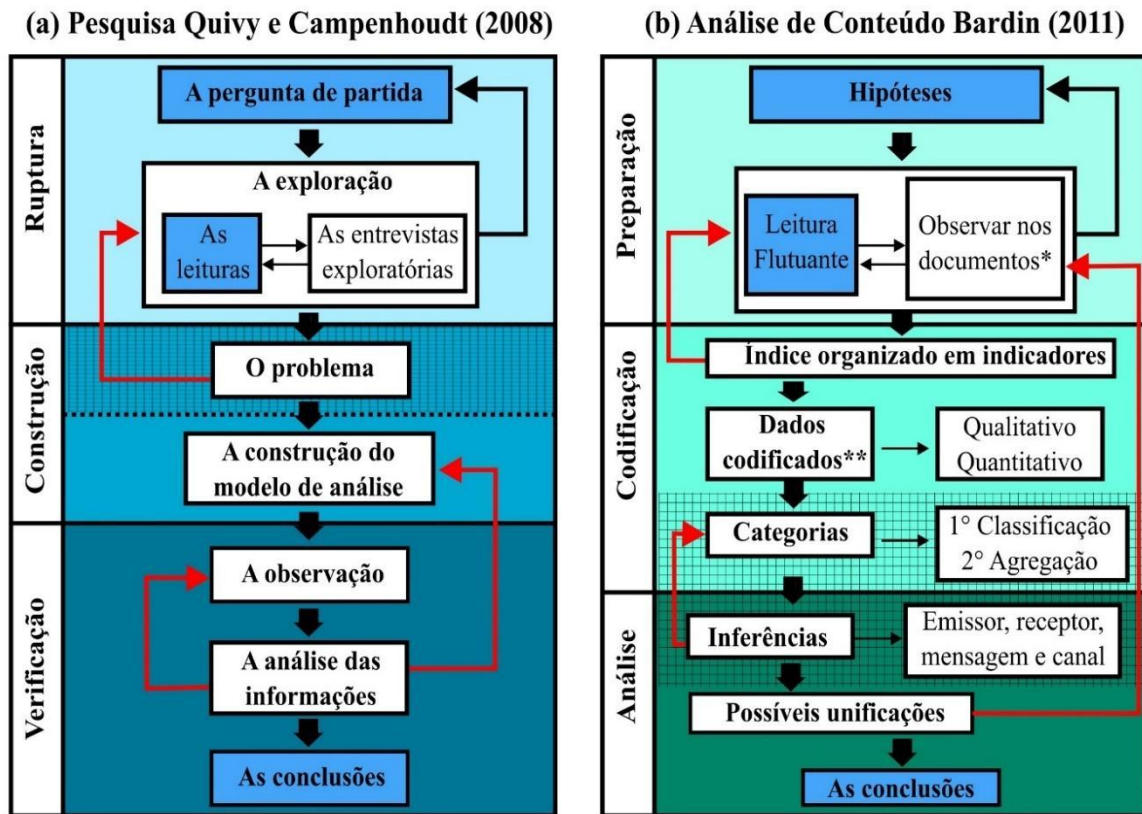 (a) Pesquisa Quivy e Campenhoudt (2008)
Ruptura
A pergunta de partida
A exploração
As
leituras
As entrevistas
exploratórias
Construção
O problema
A construção do
modelo de análise
Verificação
A observação
A análise das
informações
As conclusões
(b) Análise de Conteúdo Bardin (2011)
Preparação
Hipóteses
Leitura
Flutuante
Observar nos
documentos*
Codificação
Índice organizado em indicadores
Dados
codificados**
Qualitativo
Quantitativo
Categorias
1° Classificação
2° Agregação
Análise
Inferências
Emissor, receptor,
mensagem e canal
Possíveis unificações
As conclusões